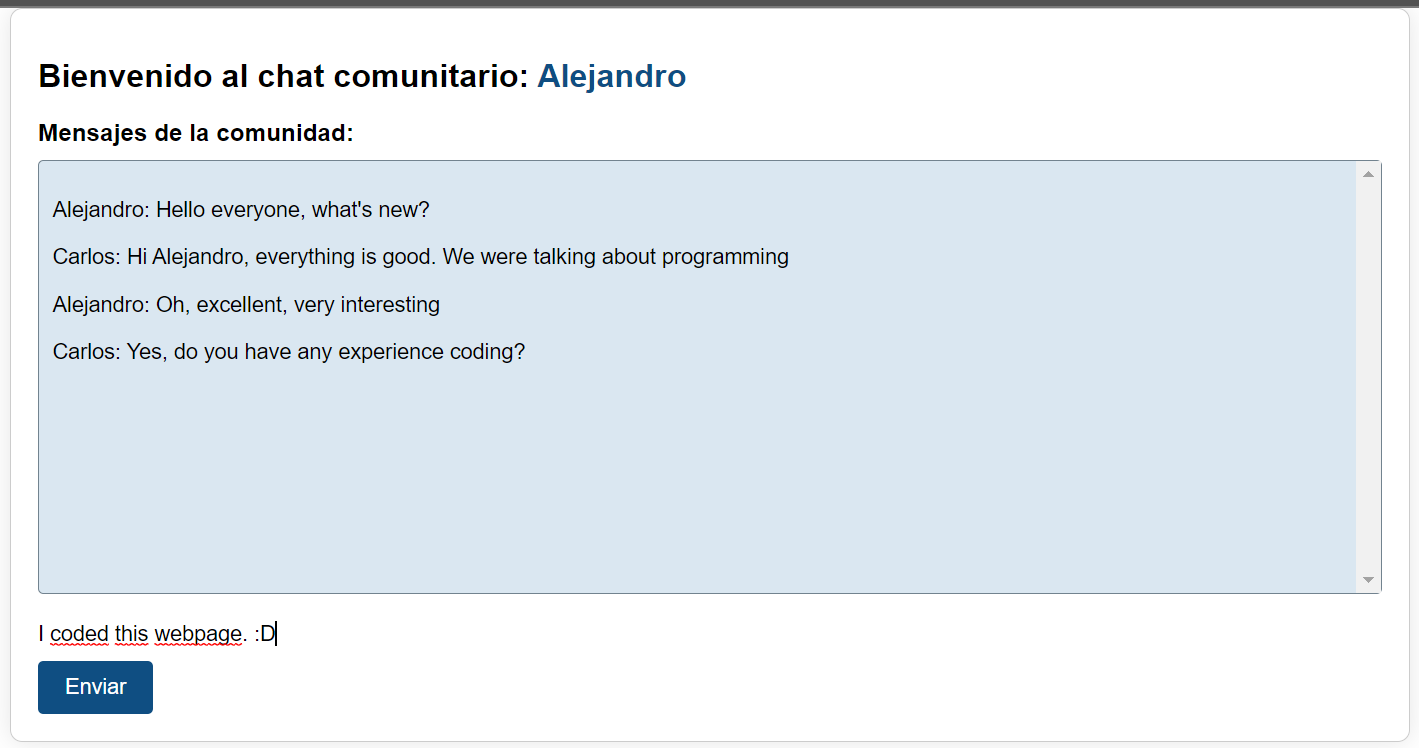 Bienvenido al chat comunitario: Alejandro
Mensajes de la comunidad:
Alejandro: Hello everyone, what's new?
Carlos: Hi Alejandro, everything is good. We were talking about programming
Alejandro: Oh, excellent, very interesting
Carlos: Yes, do you have any experience coding?
I coded this webpage. :D
Enviar